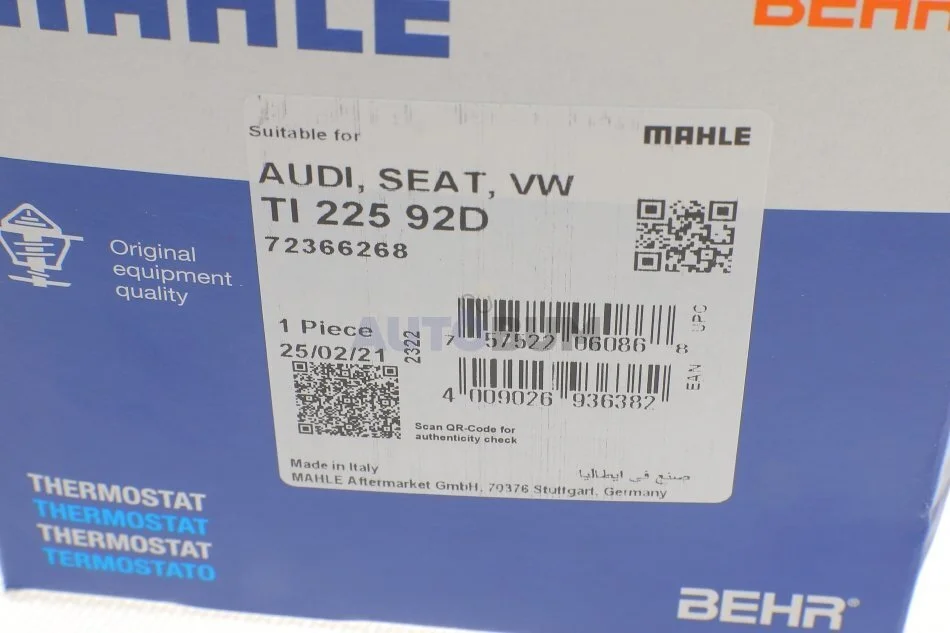 MAHLE
BEHR
Suitable for
MAHLE
AUDI, SEAT, VW
TI 225 92D
72366268
Original
equipment
quality
1 Piece
25/02/21
2322
AUTODUN
7 57522 06086 8
UPC
4 009026 936382
EAN
Scan QR-Code for
authenticity check
Made in Italy
صنع في ايطاليا
MAHLE Aftermarket GmbH, 70376 Stuttgart, Germany
THERMOSTAT
THERMOSTAT
THERMOSTAT
TERMOSTATO
BEHR®